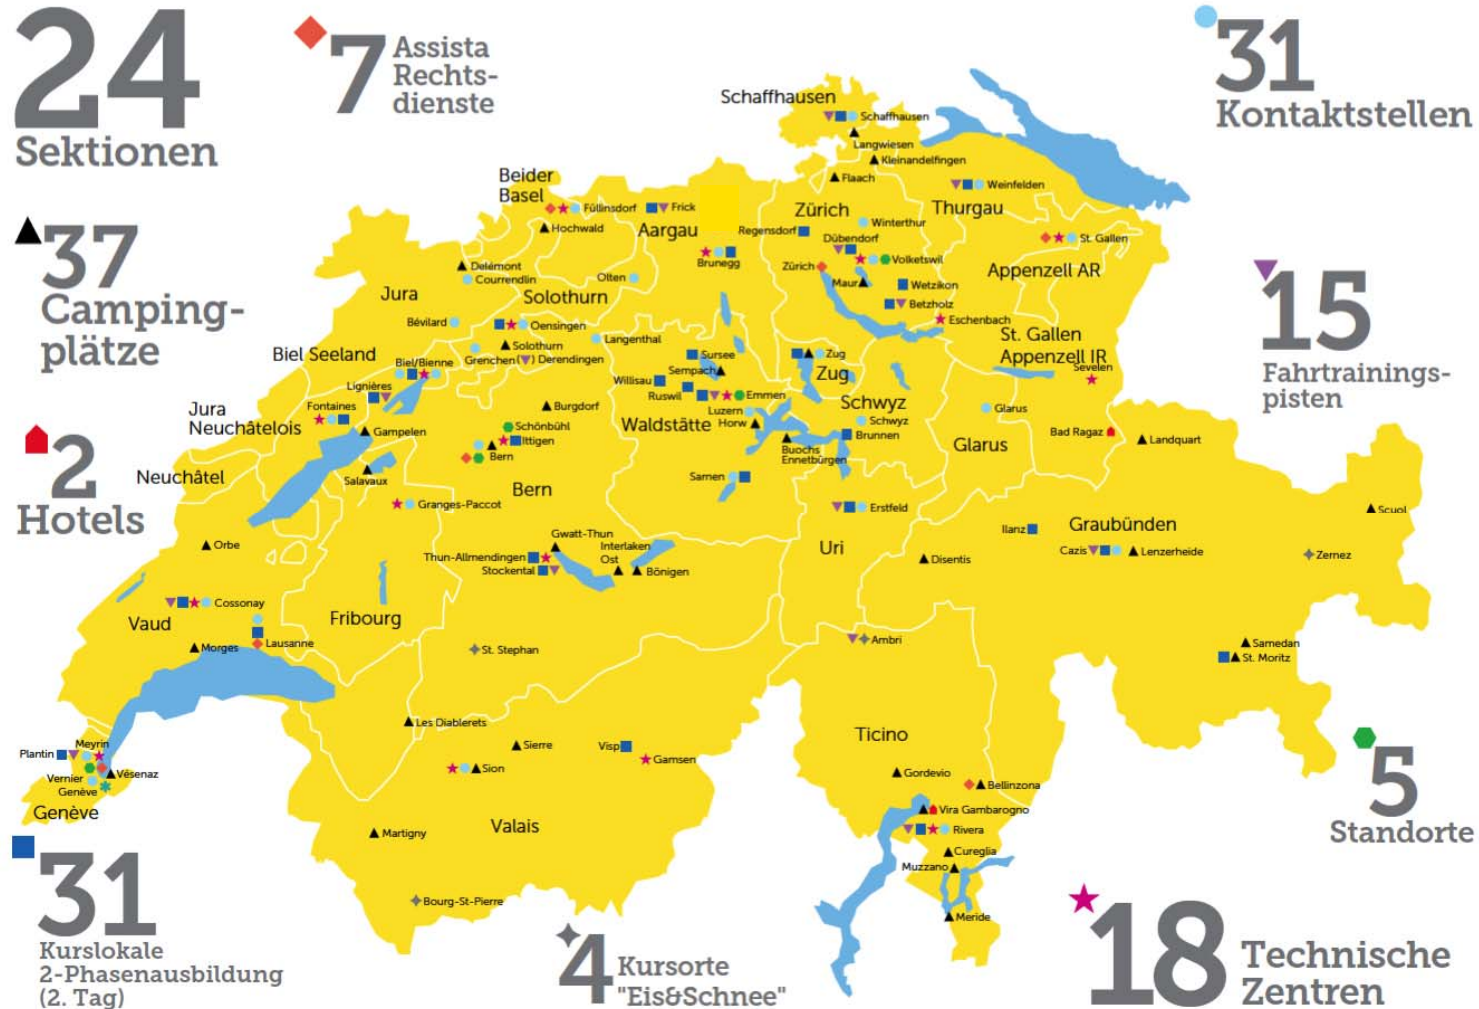 24
Sektionen
7
Assista
Rechts-
dienste
31
Kontaktstellen
37
Camping-
plätze
15
Fahrtrainings-
pisten
2
Hotels
5
Standorte
31
Kurslokale
2-Phasenausbildung
(2. Tag)
4
Kursorte
"Eis&Schnee"
18
Technische
Zentren
Schaffhausen
Schaffhausen
Langwiesen
Kleinandelfingen
Flaach
Beider
Basel
Füllinsdorf
Frick
Hochwald
Aargau
Zürich
Thurgau
Weinfelden
Winterthur
Regensdorf
Dübendorf
St. Gallen
Brunegg
Zürich
Volketswil
Appenzell AR
Delémont
Courrendlin
Olten
Maur
Wetzikon
Jura
Solothurn
Betzholz
Bévilard
Oensingen
Eschenbach
St. Gallen
Appenzell IR
Langenthal
Solothurn
Biel Seeland
Grenchen
Derendingen
Biel/Bienne
Sursee
Zug
Zug
Sempach
Sevelen
Lignières
Willisau
Ruswil
Emmen
Schwyz
Jura
Neuchâtelois
Fontaines
Burgdorf
Luzern
Glarus
Waldstätte
Horw
Schwyz
Gampelen
Schönbühl
Ittigen
Brunnen
Bad Ragaz
Landquart
Buochs
Ennetbürgen
Glarus
Bern
Neuchâtel
Salavaux
Sarnen
Bern
Granges-Paccot
Erstfeld
Scuol
Ilanz
Graubünden
Orbe
Gwatt-Thun
Interlaken
Ost
Uri
Cazis
Lenzerheide
Zernez
Thun-Allmendingen
Stockental
Bönigen
Disentis
Cossonay
Vaud
Fribourg
Lausanne
Morges
St. Stephan
Ambri
Samedan
St. Moritz
Les Diablerets
Ticino
Meyrin
Plantin
Sierre
Visp
Gamsen
Vernier
Vésenaz
Genève
Sion
Gordevio
Bellinzona
Genève
Vira Gambarogno
Martigny
Valais
Rivera
Cureglia
Muzzano
Bourg-St-Pierre
Meride